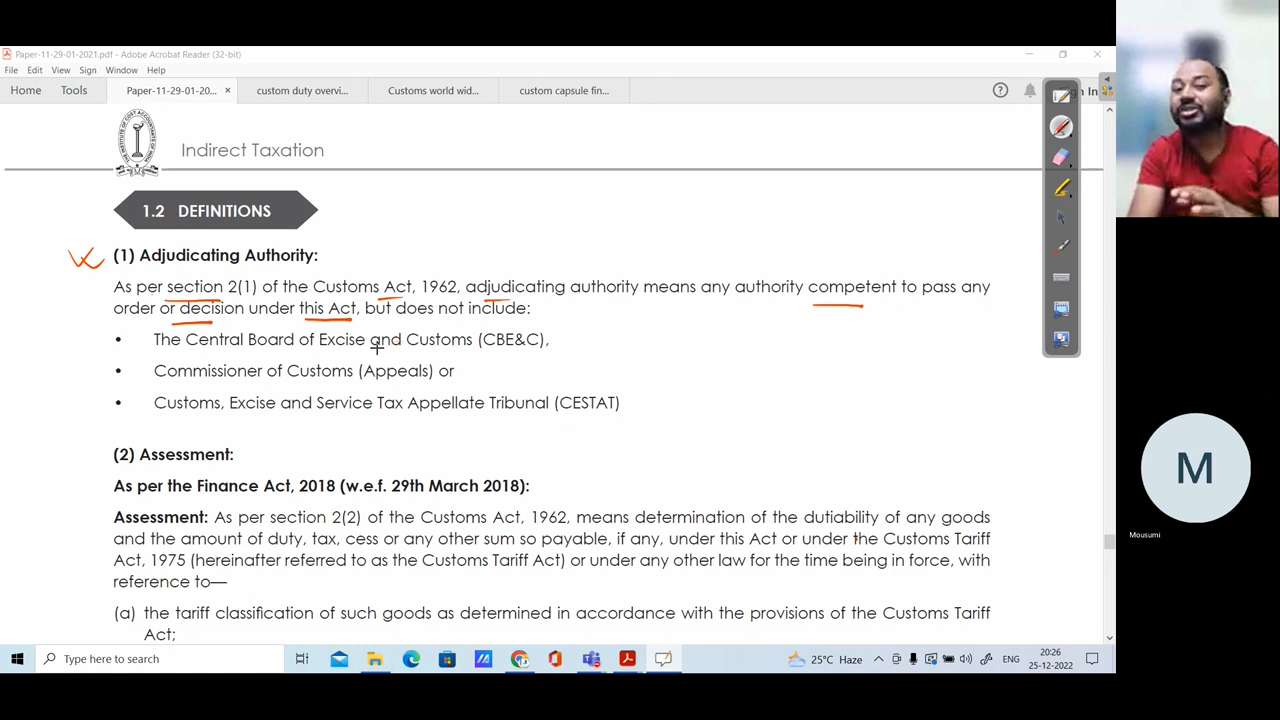 Paper-11-29-01-2021.pdf - Adobe Acrobat Reader (32-bit)
File Edit View Sign Window Help
Home Tools Paper-11-29-01-20... × custom duty overvi... Customs world wid... custom capsule fin... In
Indirect Taxation
1.2 DEFINITIONS
(1) Adjudicating Authority:
As per section 2(1) of the Customs Act, 1962, adjudicating authority means any authority competent to pass any
order or decision under this Act, but does not include:
• The Central Board of Excise and Customs (CBE&C),
• Commissioner of Customs (Appeals) or
• Customs, Excise and Service Tax Appellate Tribunal (CESTAT)
(2) Assessment:
As per the Finance Act, 2018 (w.e.f. 29th March 2018):
Assessment: As per section 2(2) of the Customs Act, 1962, means determination of the dutiability of any goods
and the amount of duty, tax, cess or any other sum so payable, if any, under this Act or under the Customs Tariff
Act, 1975 (hereinafter referred to as the Customs Tariff Act) or under any other law for the time being in force, with
reference to—
(a) the tariff classification of such goods as determined in accordance with the provisions of the Customs Tariff
Act;
M
Mousumi
Type here to search
25°C Haze
ENG
20:26
25-12-2022